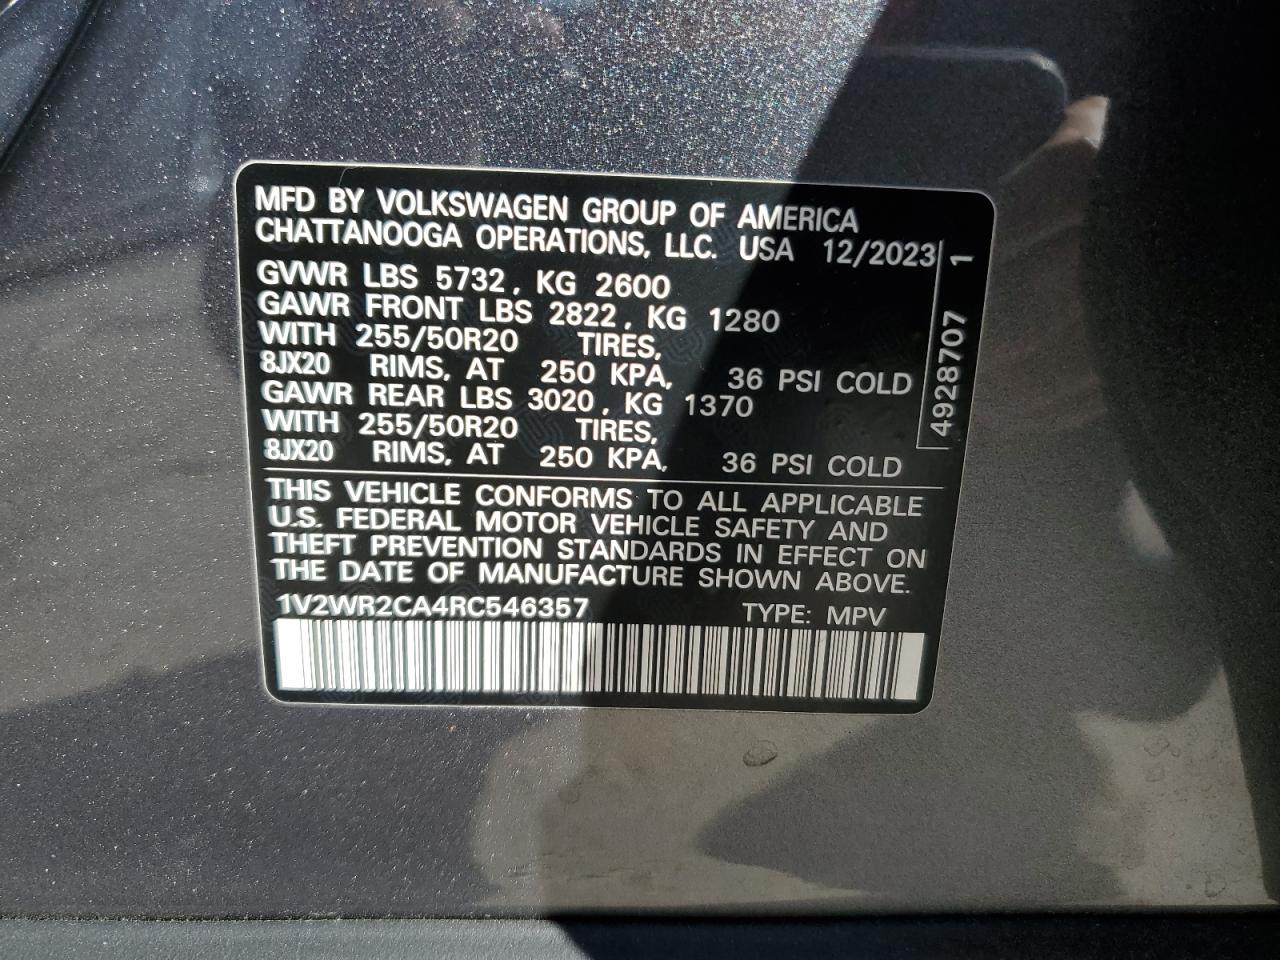 MFD BY VOLKSWAGEN GROUP OF AMERICA
CHATTANOOGA OPERATIONS, LLC. USA 12/2023
GVWR LBS 5732, KG 2600
GAWR FRONT LBS 2822, KG 1280
WITH 255/50R20 TIRES,
8JX20 RIMS, AT 250 KPA, 36 PSI COLD
GAWR REAR LBS 3020, KG 1370
WITH 255/50R20 TIRES,
8JX20 RIMS, AT 250 KPA, 36 PSI COLD
4928707 1
THIS VEHICLE CONFORMS TO ALL APPLICABLE
U.S. FEDERAL MOTOR VEHICLE SAFETY AND
THEFT PREVENTION STANDARDS IN EFFECT ON
THE DATE OF MANUFACTURE SHOWN ABOVE.
1V2WR2CA4RC546357 TYPE: MPV